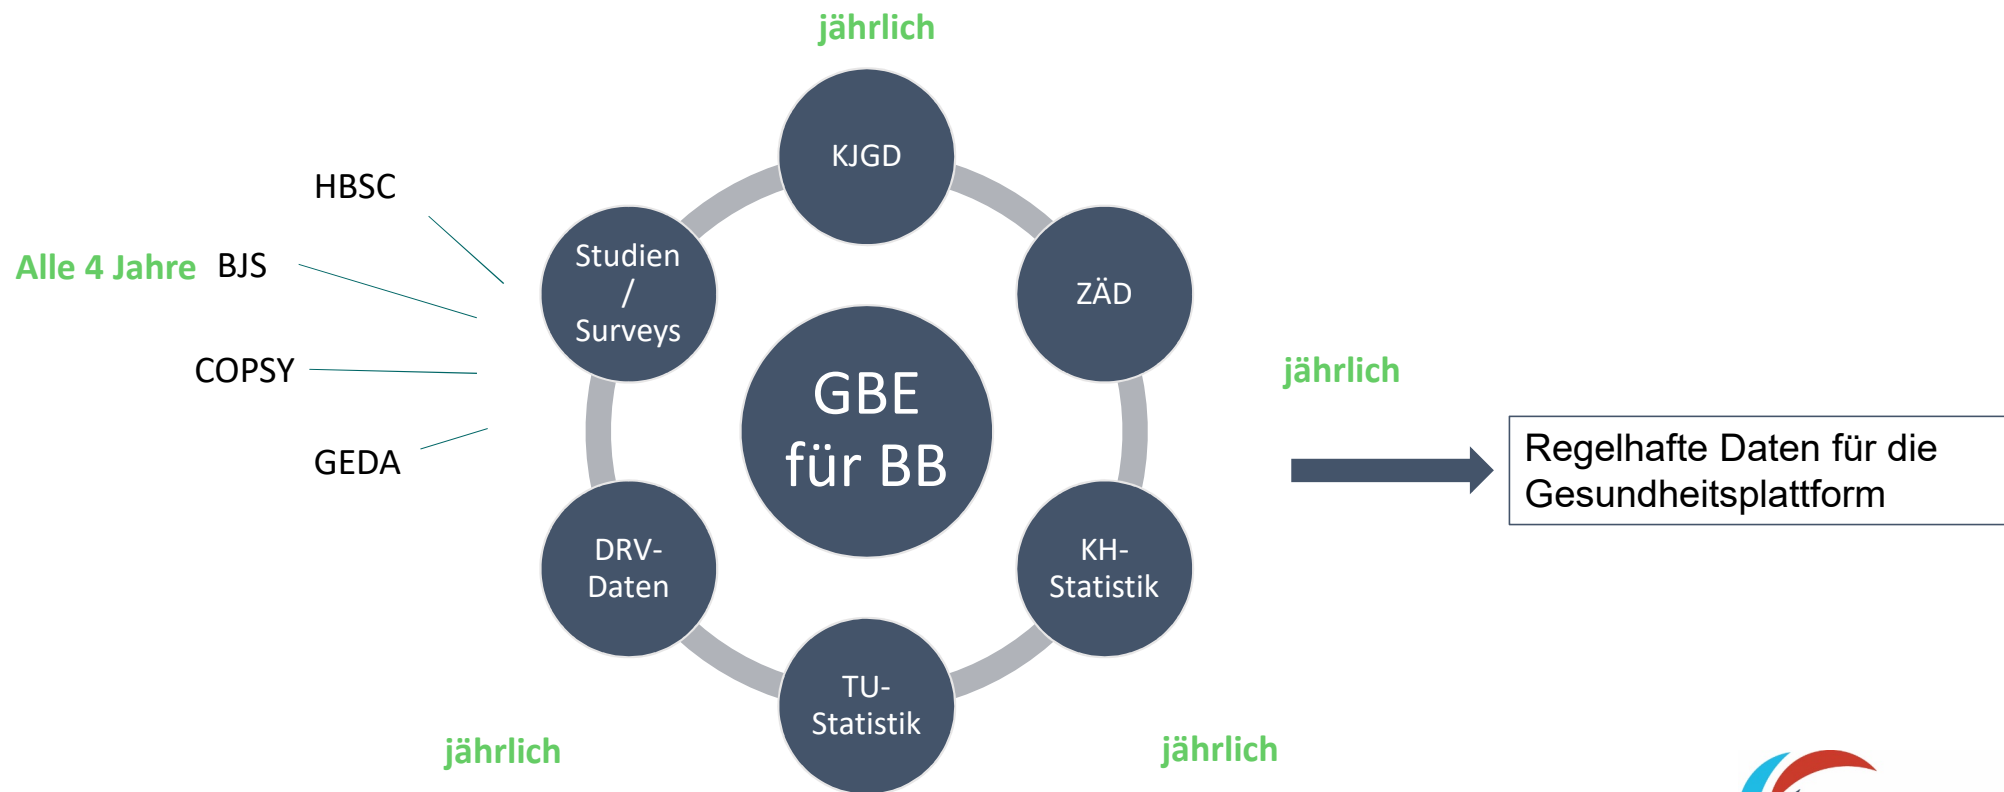 jährlich
KJGD
HBSC
Studien
/
Surveys
Alle 4 Jahre
BJS
ZÄD
COPSY
jährlich
GBE
für BB
GEDA
Regelhafte Daten für die
Gesundheitsplattform
DRV-
Daten
KH-
Statistik
TU-
Statistik
jährlich
jährlich